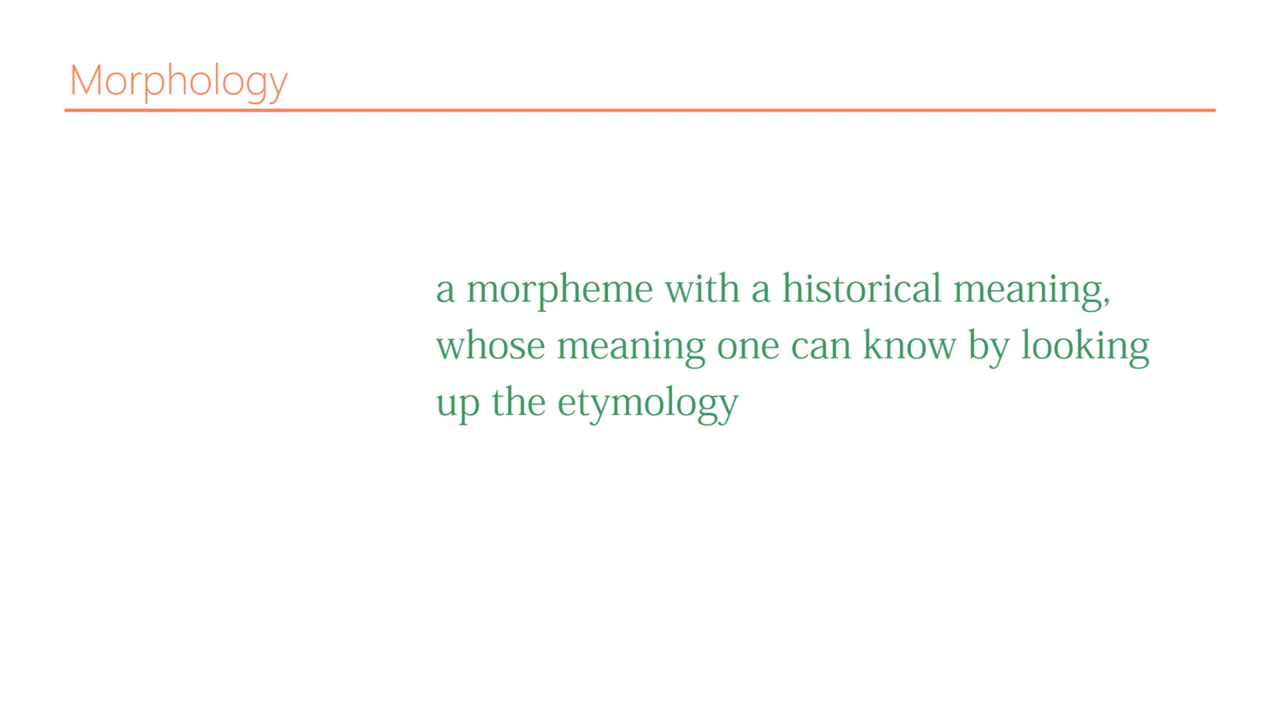 Morphology
a morpheme with a historical meaning,
whose meaning one can know by looking
up the etymology